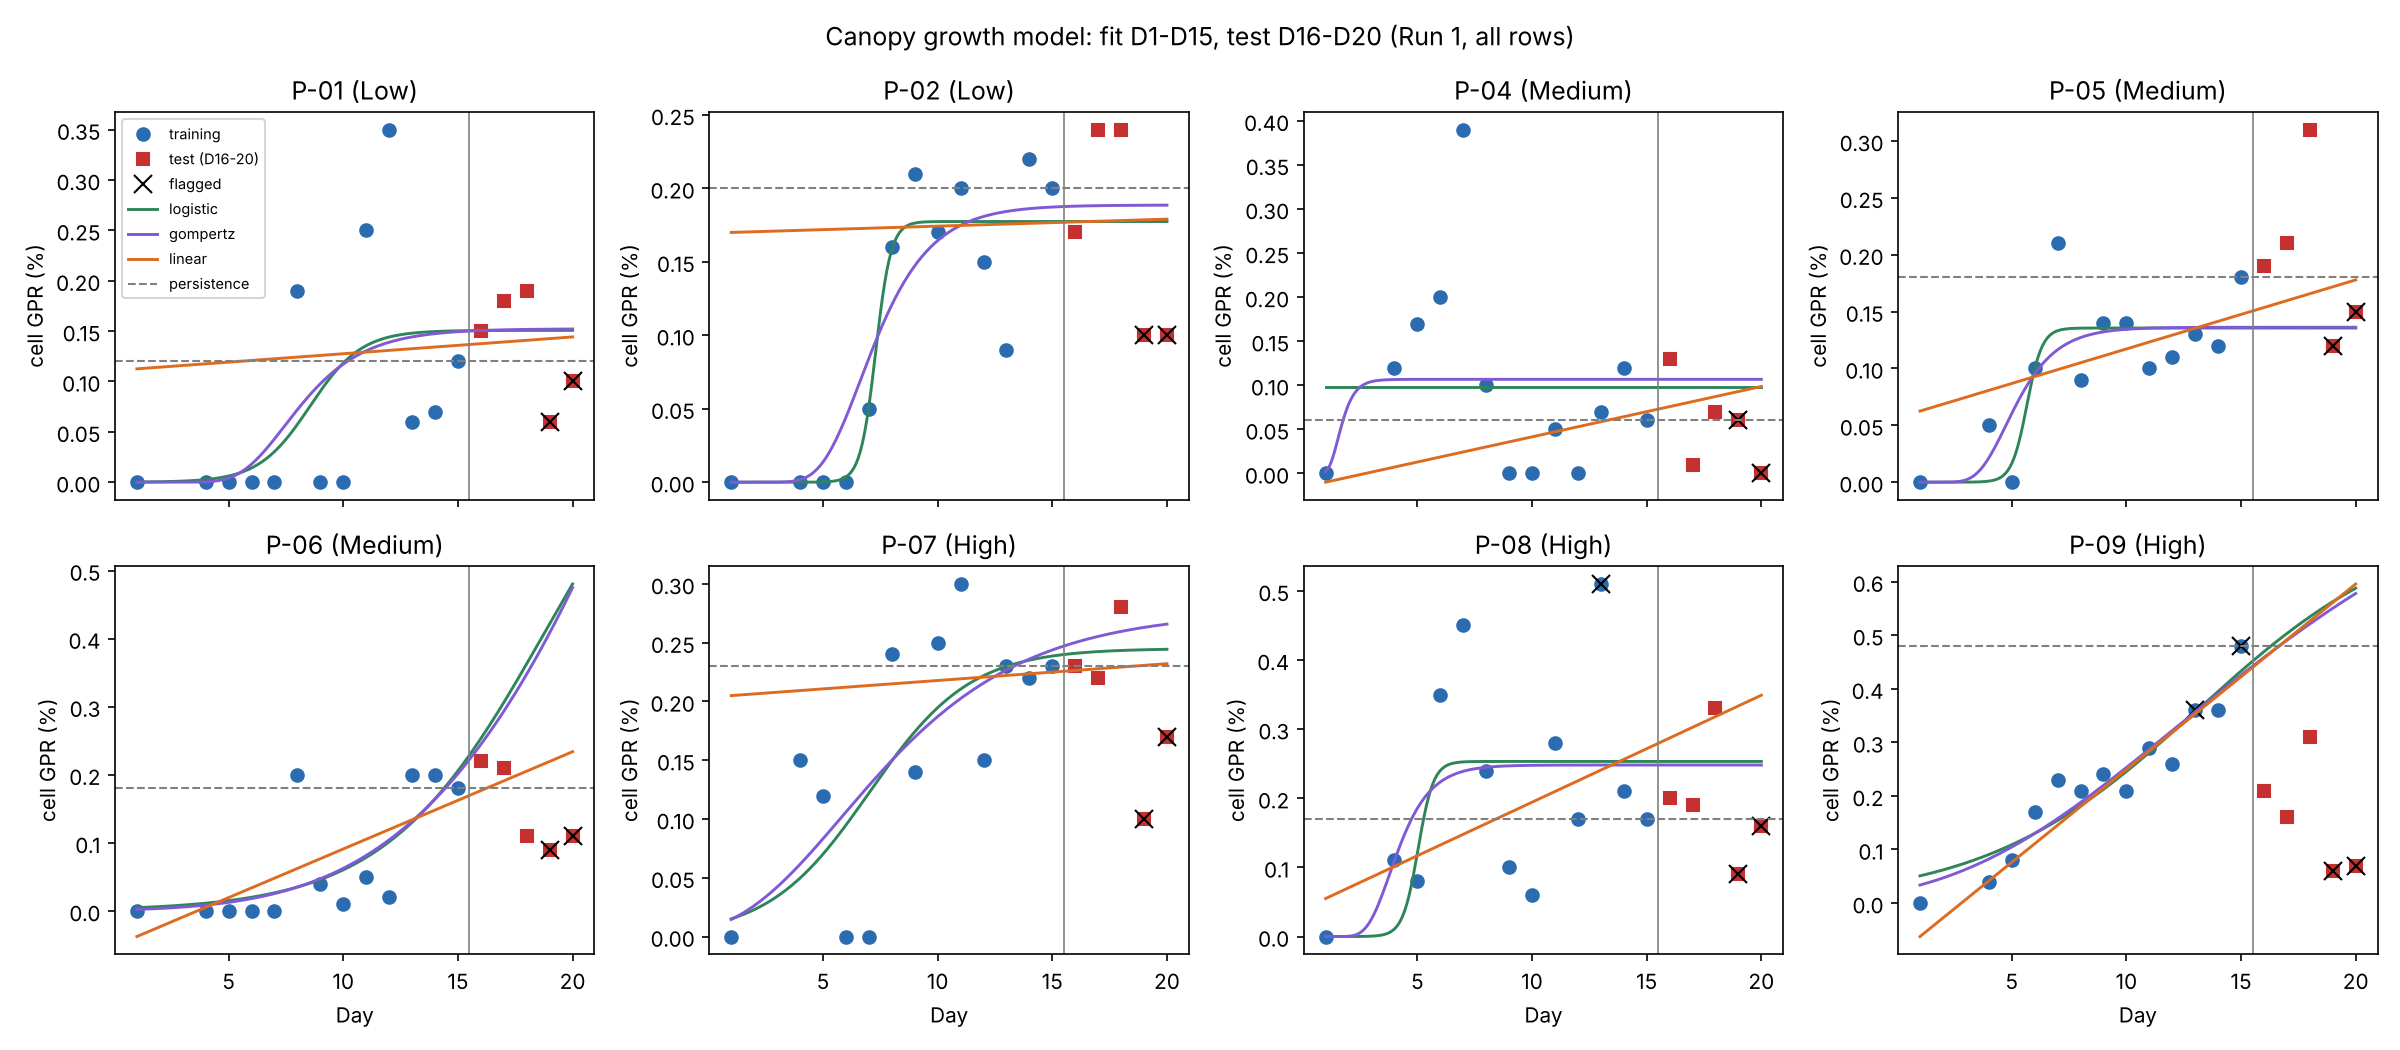 Canopy growth model: fit D1-D15, test D16-D20 (Run 1, all rows)
P-01 (Low)
cell GPR (%)
0.35
0.30
0.25
0.20
0.15
0.10
0.05
0.00
training
test (D16-20)
flagged
logistic
gompertz
linear
persistence
P-02 (Low)
cell GPR (%)
0.25
0.20
0.15
0.10
0.05
0.00
P-04 (Medium)
cell GPR (%)
0.40
0.35
0.30
0.25
0.20
0.15
0.10
0.05
0.00
P-05 (Medium)
cell GPR (%)
0.30
0.25
0.20
0.15
0.10
0.05
0.00
P-06 (Medium)
cell GPR (%)
0.5
0.4
0.3
0.2
0.1
0.0
5 10 15 20
Day
P-07 (High)
cell GPR (%)
0.30
0.25
0.20
0.15
0.10
0.05
0.00
5 10 15 20
Day
P-08 (High)
cell GPR (%)
0.5
0.4
0.3
0.2
0.1
0.0
5 10 15 20
Day
P-09 (High)
cell GPR (%)
0.6
0.5
0.4
0.3
0.2
0.1
0.0
5 10 15 20
Day